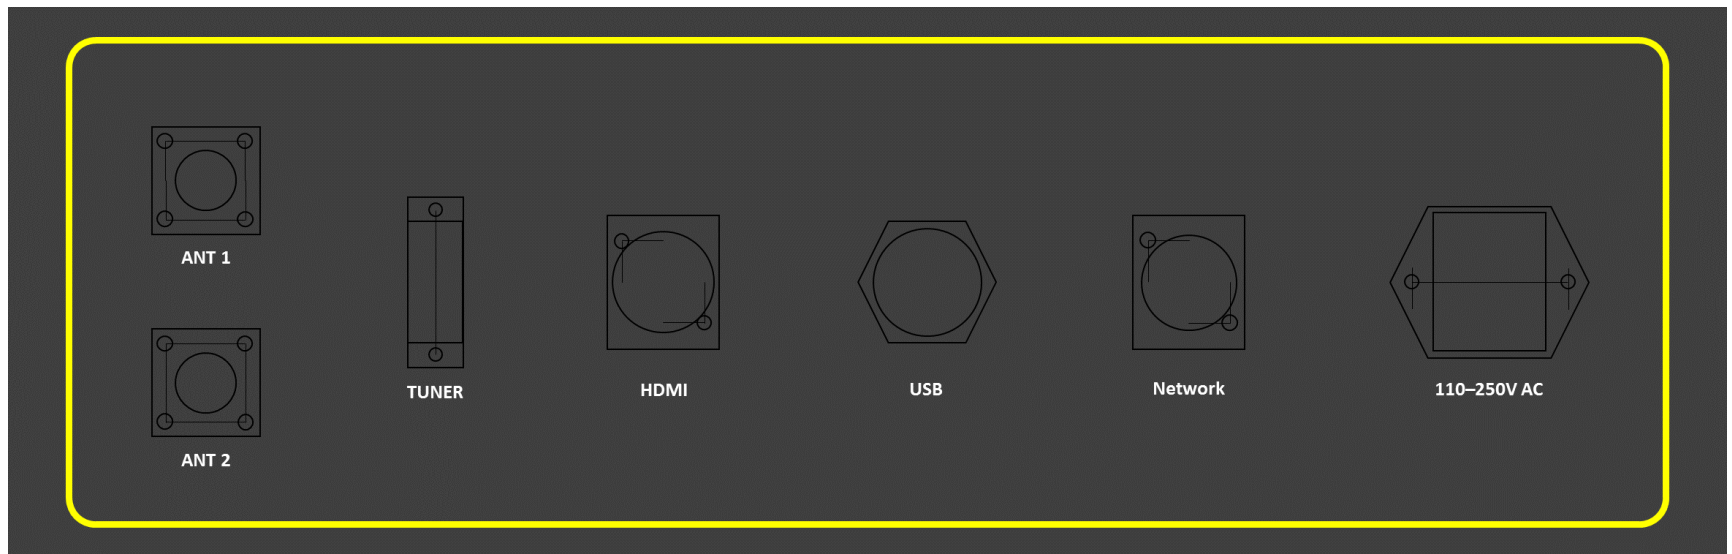 ANT 1
ANT 2
TUNER
HDMI
USB
Network
110–250V AC